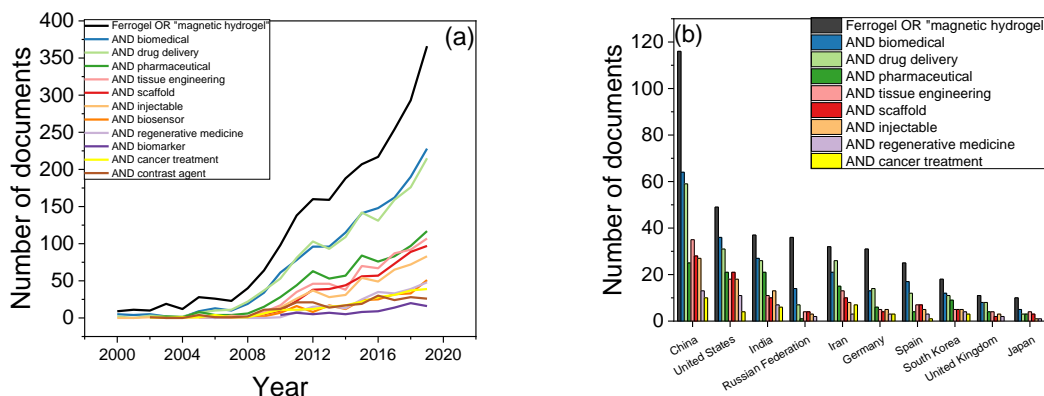 (a)
Number of documents
400
350
300
250
200
150
100
50
0
Ferrogel OR "magnetic hydrogel"
AND biomedical
AND drug delivery
AND pharmaceutical
AND tissue engineering
AND scaffold
AND injectable
AND biosensor
AND regenerative medicine
AND biomarker
AND cancer treatment
AND contrast agent
2000 2004 2008 2012 2016 2020
Year
(b)
Number of documents
120
100
80
60
40
20
0
Ferrogel OR "magnetic hydrogel"
AND biomedical
AND drug delivery
AND pharmaceutical
AND tissue engineering
AND scaffold
AND injectable
AND regenerative medicine
AND cancer treatment
China
United States
India
Russian Federation
Iran
Germany
Spain
South Korea
United Kingdom
Japan